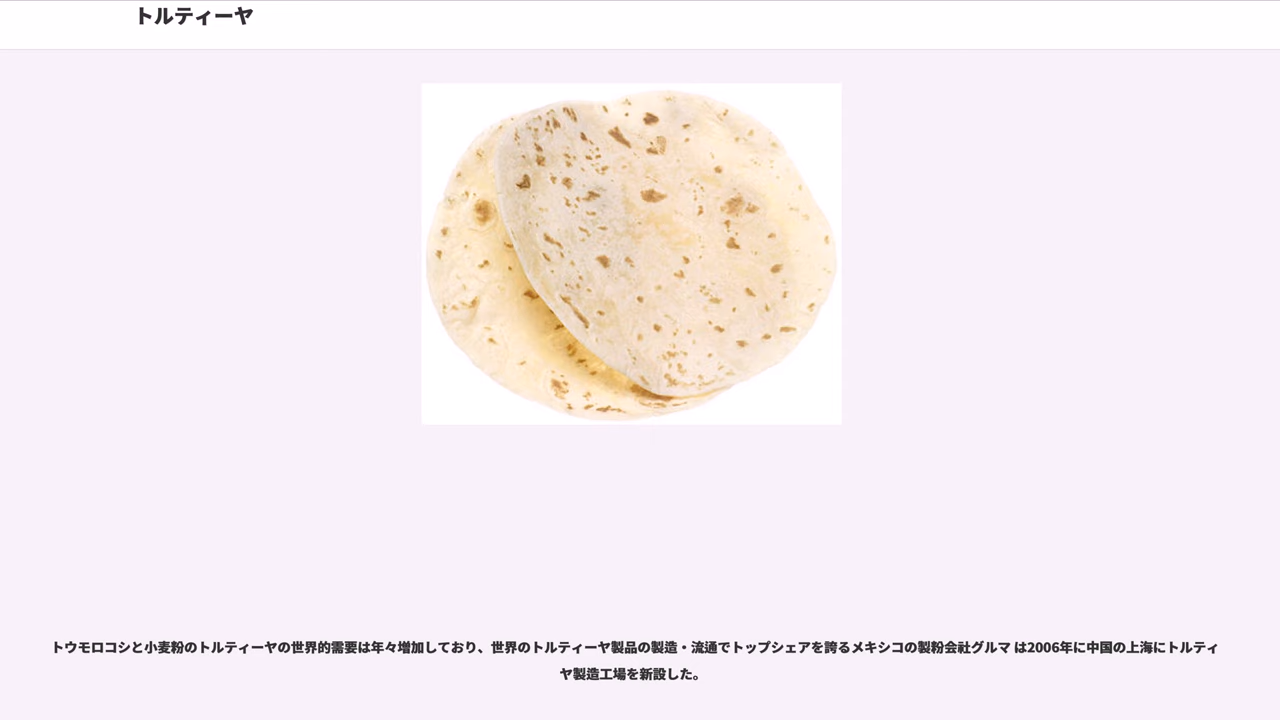 トルティーヤ
トウモロコシと小麦粉のトルティーヤの世界的需要は年々増加しており、世界のトルティーヤ製品の製造・流通でトップシェアを誇るメキシコの製粉会社グルマ は2006年に中国の上海にトルティ
ヤ製造工場を新設した。